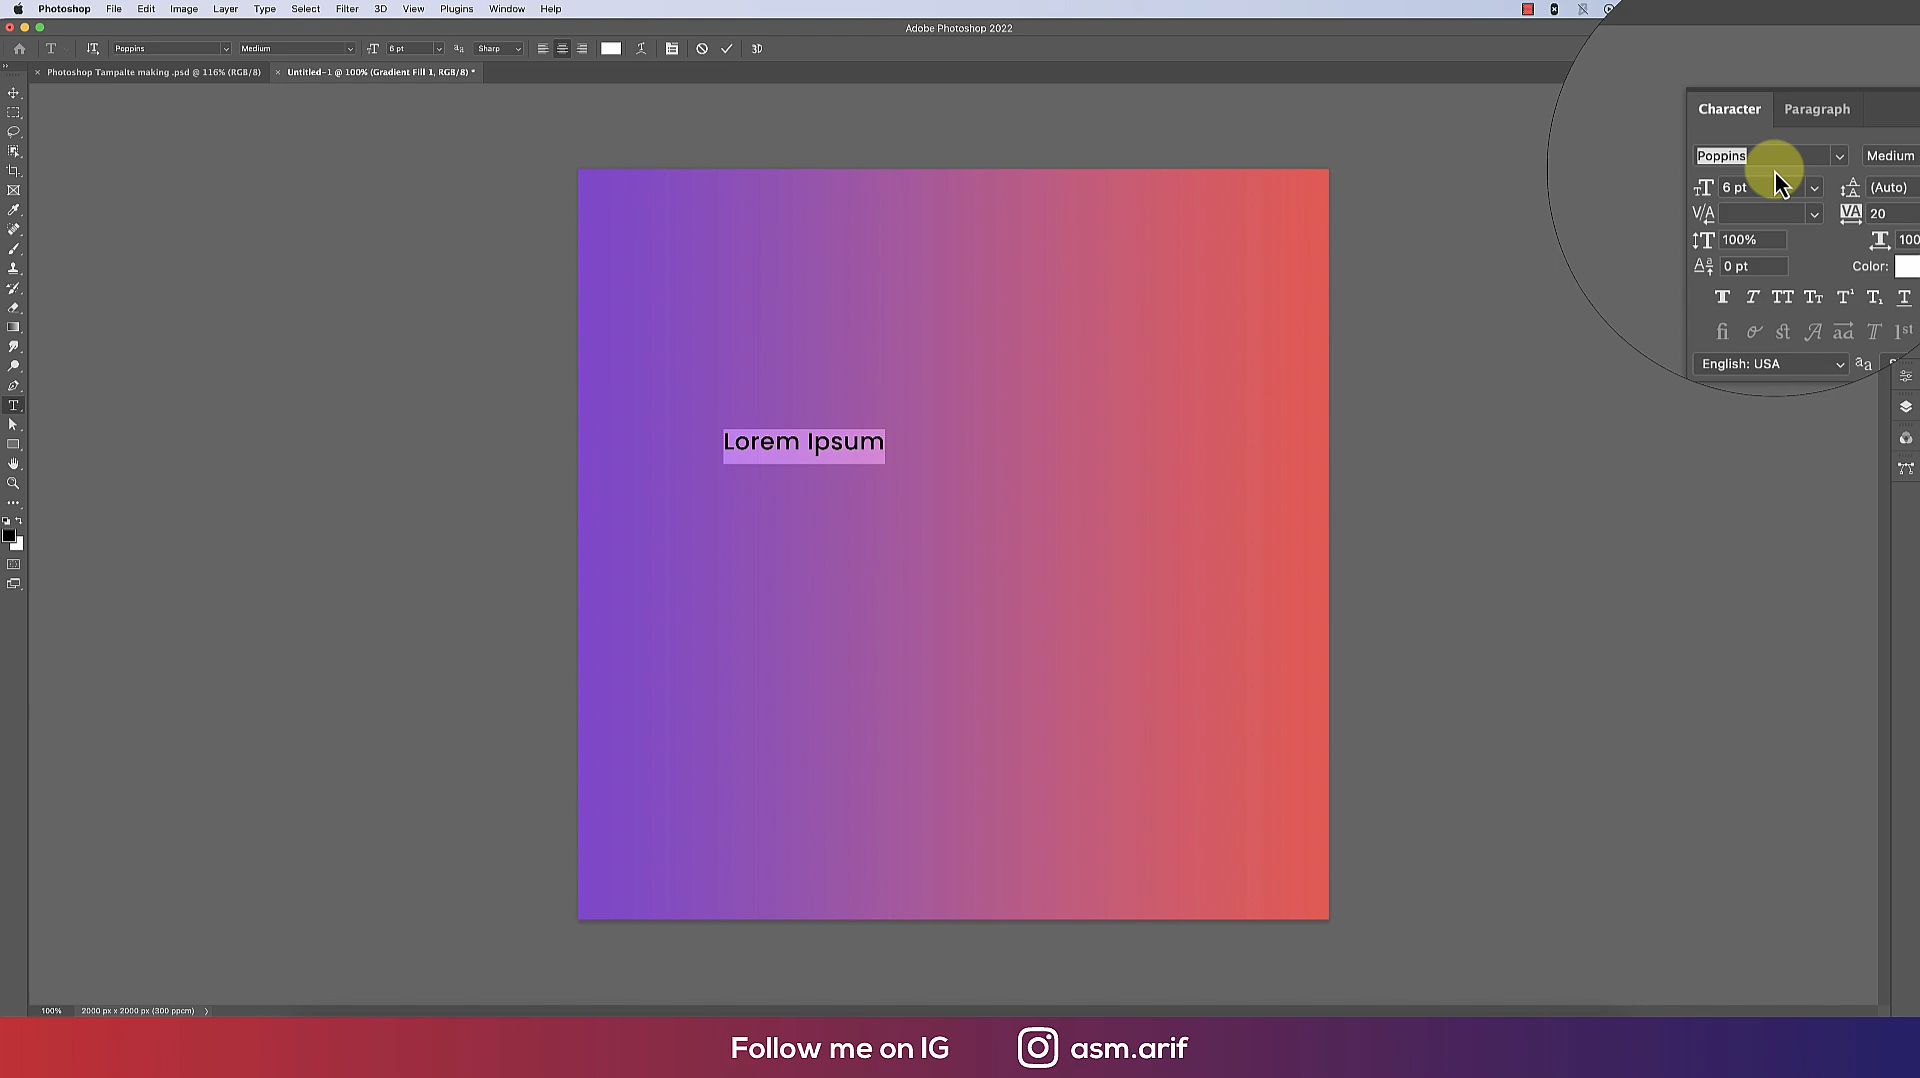 Photoshop File Edit Image Layer Type Select Filter 3D View Plugins Window Help
Adobe Photoshop 2022
Poppins Medium 6 pt Sharp 3D
Photoshop Tampalte making .psd @ 116% (RGB/8) Untitled-1 @ 100% (Gradient Fill 1, RGB/8) *
Character Paragraph
Poppins Medium
6 pt (Auto)
20
100% 100
0 pt Color:
English: USA
Lorem Ipsum
100% 2000 px x 2000 px (300 ppcm)
Follow me on IG asm.arif